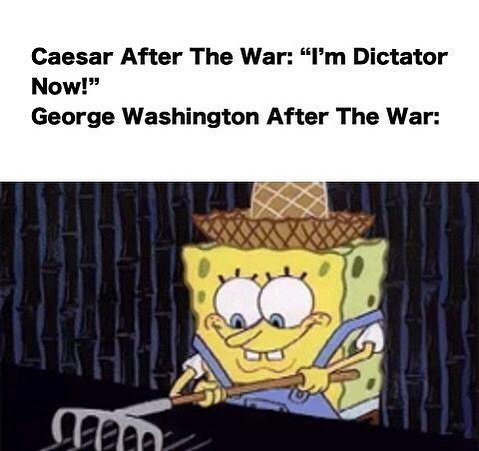 Caesar After The War: “I’m Dictator
Now!”
George Washington After The War: